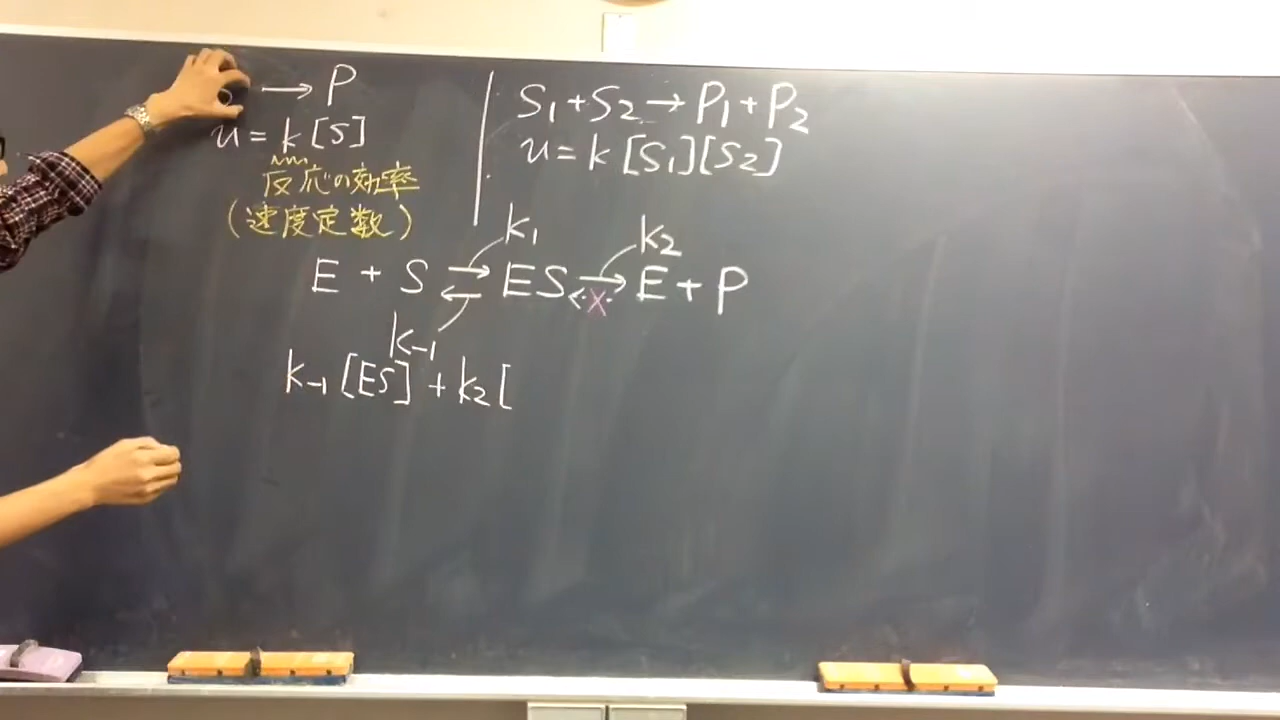 → P
u = k [S]
反応の効率
(速度定数)
S₁ + S₂ → P₁ + P₂
u = k [S₁][S₂]
k₁ k₂
E + S ⇄ ES ⇄ E + P
x
k₋₁
k₋₁ [ES] + k₂ [